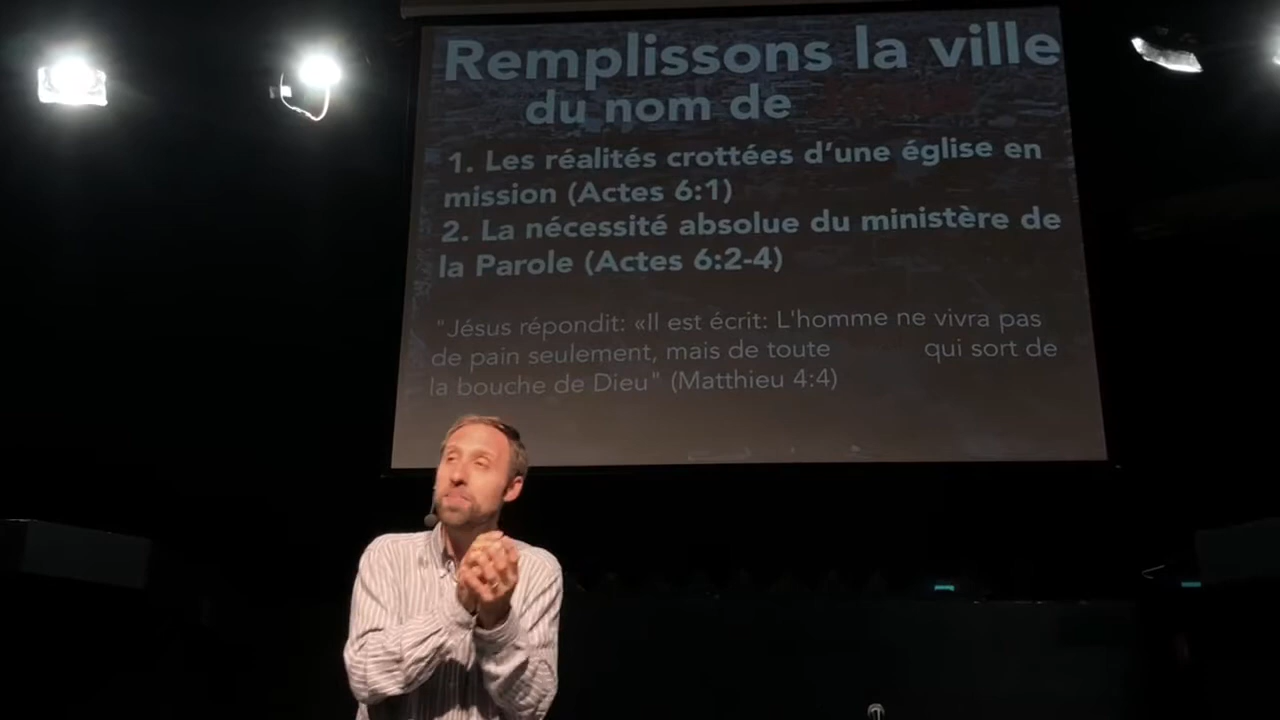 Remplissons la ville
du nom de
1. Les réalités crottées d’une église en
mission (Actes 6:1)
2. La nécessité absolue du ministère de
la Parole (Actes 6:2-4)
"Jésus répondit: «Il est écrit: L'homme ne vivra pas
de pain seulement, mais de toute qui sort de
la bouche de Dieu" (Matthieu 4:4)